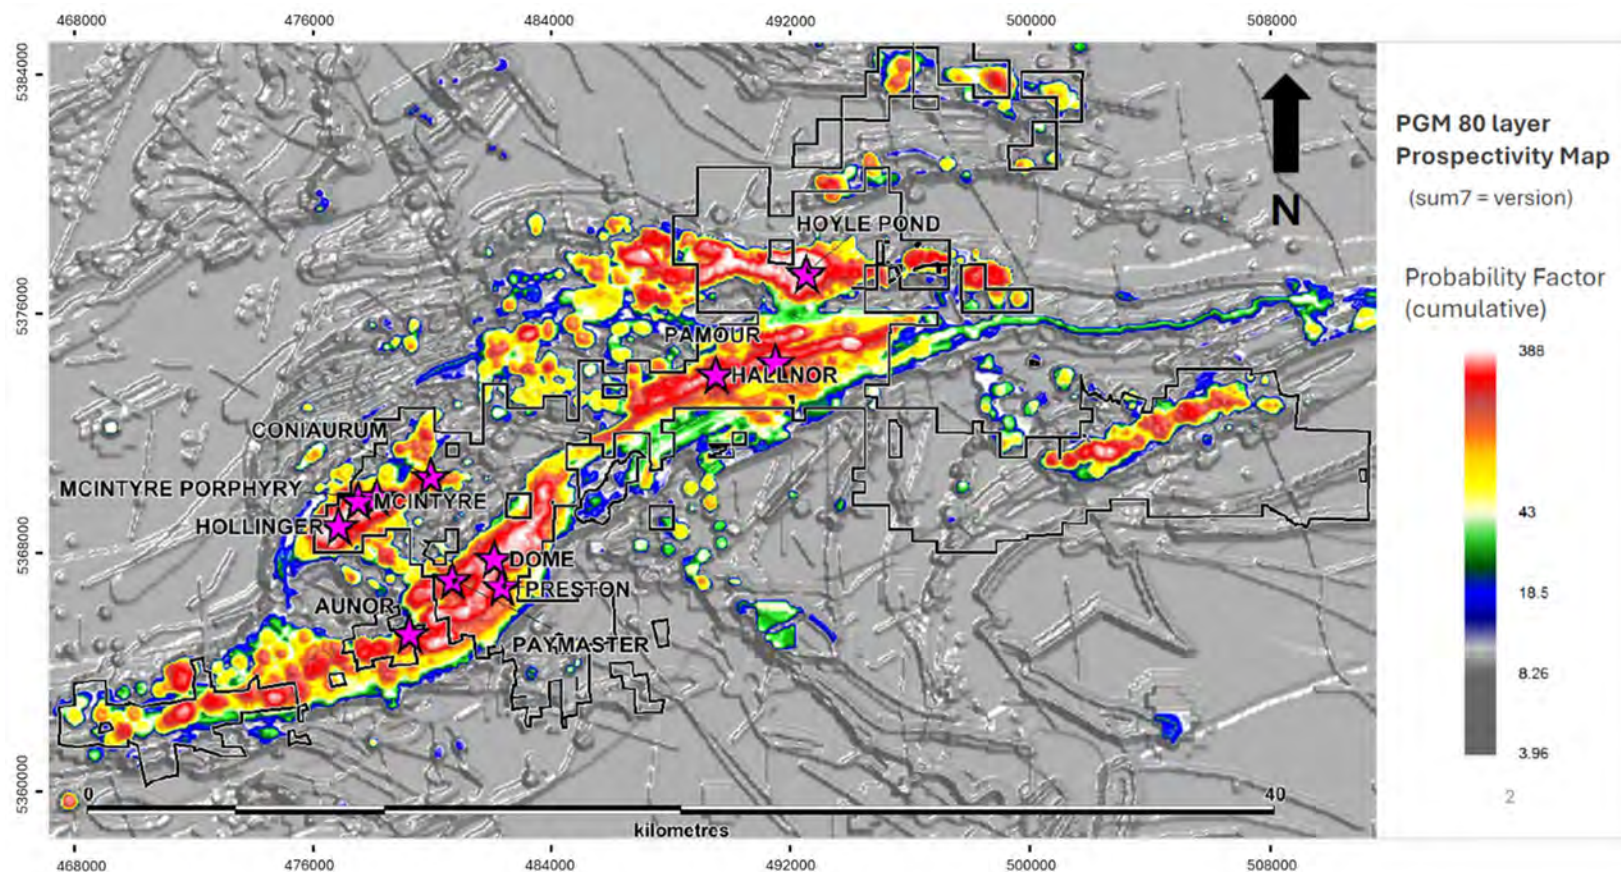 468000 476000 484000 492000 500000 508000
5384000
5376000
5368000
5360000
N
HOYLE POND
PAMOUR
HALLNOR
CONIAURUM
MCINTYRE PORPHYRY
MCINTYRE
HOLLINGER
DOME
PRESTON
AUNOR
PAYMASTER
0 40
kilometres
468000 476000 484000 492000 500000 508000
PGM 80 layer
Prospectivity Map
(sum7 = version)
Probability Factor
(cumulative)
388
43
18.5
8.26
3.96
2